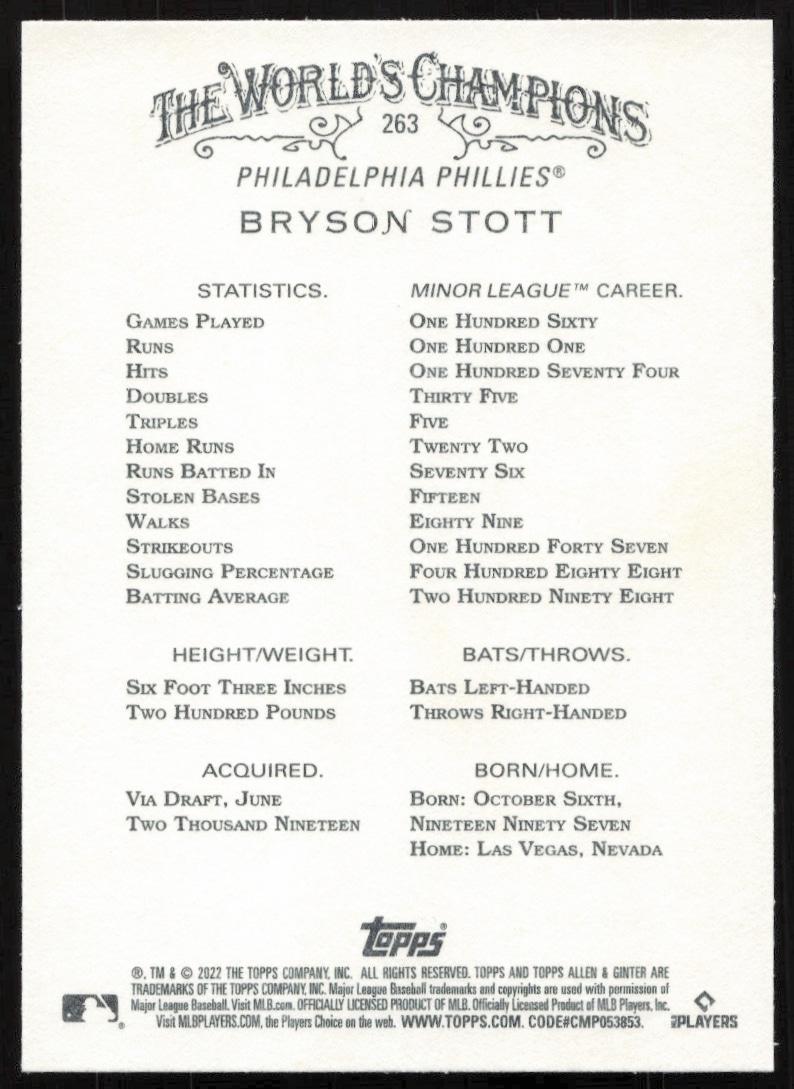 THE WORLD'S CHAMPIONS
263
PHILADELPHIA PHILLIES®
BRYSON STOTT
STATISTICS. MINOR LEAGUE™ CAREER.
GAMES PLAYED ONE HUNDRED SIXTY
RUNS ONE HUNDRED ONE
HITS ONE HUNDRED SEVENTY FOUR
DOUBLES THIRTY FIVE
TRIPLES FIVE
HOME RUNS TWENTY TWO
RUNS BATTED IN SEVENTY SIX
STOLEN BASES FIFTEEN
WALKS EIGHTY NINE
STRIKEOUTS ONE HUNDRED FORTY SEVEN
SLUGGING PERCENTAGE FOUR HUNDRED EIGHTY EIGHT
BATTING AVERAGE TWO HUNDRED NINETY EIGHT
HEIGHT/WEIGHT. BATS/THROWS.
SIX FOOT THREE INCHES BATS LEFT-HANDED
TWO HUNDRED POUNDS THROWS RIGHT-HANDED
ACQUIRED. BORN/HOME.
VIA DRAFT, JUNE BORN: OCTOBER SIXTH,
TWO THOUSAND NINETEEN NINETEEN NINETY SEVEN
HOME: LAS VEGAS, NEVADA
topps®
®, TM & © 2022 THE TOPPS COMPANY, INC. ALL RIGHTS RESERVED. TOPPS AND TOPPS ALLEN & GINTER ARE
TRADEMARKS OF THE TOPPS COMPANY, INC. Major League Baseball trademarks and copyrights are used with permission of
Major League Baseball. Visit MLB.com. OFFICIALLY LICENSED PRODUCT OF MLB. Officially Licensed Product of MLB Players, Inc.
Visit MLBPLAYERS.COM, the Players Choice on the web. WWW.TOPPS.COM. CODE#CMP053853.
MLBPLAYERS